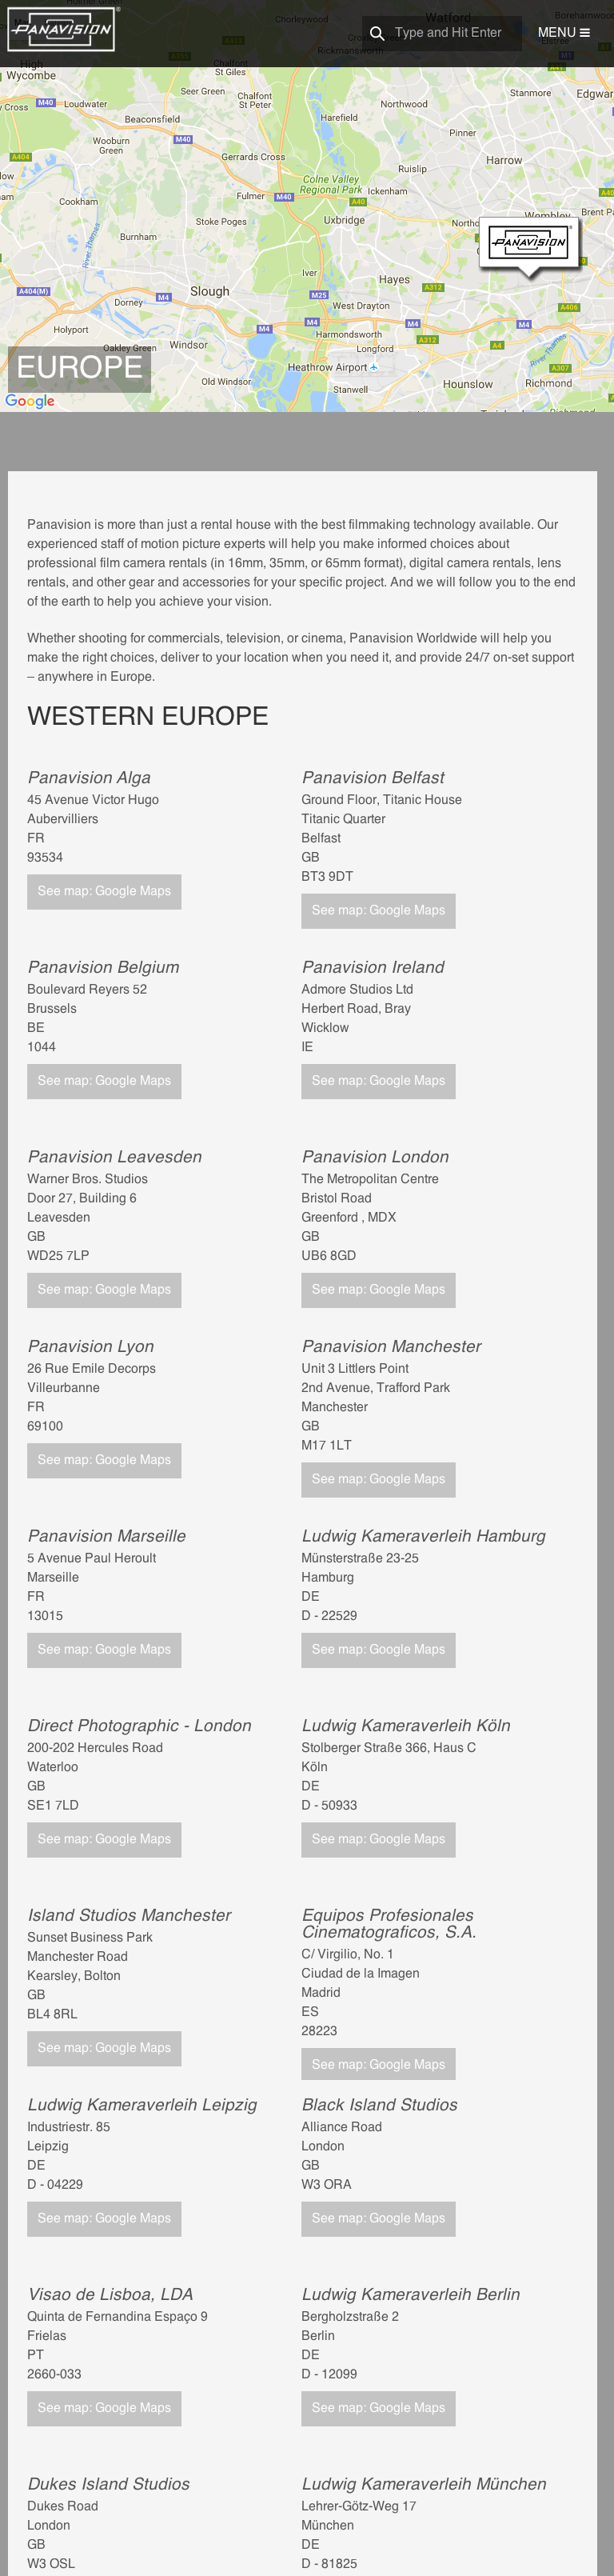 PANAVISION
Type and Hit Enter
MENU
Chorleywood
Watford
Borehamwood
Rickmansworth
M1
A41
High
Wycombe
A355
Chalfont
St Giles
A413
Seer Green
Chalfont
St Peter
Stanmore
Edgwar
M40
Loudwater
Northwood
Beaconsfield
Harefield
M40
Pinner
Wooburn
Green
A404
Gerrards Cross
Harrow
Colne Valley
Regional Park
Ruislip
Ickenham
Fulmer
M40
A40
Cookham
Wembley
Brent P
Stoke Poges
Uxbridge
Northo
Burnham
River Thames
PANAVISION
Iver
Hayes
A312
Slough
A404(M)
M4
M25
West Drayton
A406
Dorney
M4
M4
M4
Holyport
M4
Harmondsworth
A312
Oakley Green
Windsor
Longford
A4
River Thames
Heathrow Airport
A307
Old Windsor
Stanwell
Hounslow
Richmond
EUROPE
Google
Panavision is more than just a rental house with the best filmmaking technology available. Our
experienced staff of motion picture experts will help you make informed choices about
professional film camera rentals (in 16mm, 35mm, or 65mm format), digital camera rentals, lens
rentals, and other gear and accessories for your specific project. And we will follow you to the end
of the earth to help you achieve your vision.
Whether shooting for commercials, television, or cinema, Panavision Worldwide will help you
make the right choices, deliver to your location when you need it, and provide 24/7 on-set support
– anywhere in Europe.
WESTERN EUROPE
Panavision Alga
45 Avenue Victor Hugo
Aubervilliers
FR
93534
See map: Google Maps
Panavision Belfast
Ground Floor, Titanic House
Titanic Quarter
Belfast
GB
BT3 9DT
See map: Google Maps
Panavision Belgium
Boulevard Reyers 52
Brussels
BE
1044
See map: Google Maps
Panavision Ireland
Admore Studios Ltd
Herbert Road, Bray
Wicklow
IE
See map: Google Maps
Panavision Leavesden
Warner Bros. Studios
Door 27, Building 6
Leavesden
GB
WD25 7LP
See map: Google Maps
Panavision London
The Metropolitan Centre
Bristol Road
Greenford , MDX
GB
UB6 8GD
See map: Google Maps
Panavision Lyon
26 Rue Emile Decorps
Villeurbanne
FR
69100
See map: Google Maps
Panavision Manchester
Unit 3 Littlers Point
2nd Avenue, Trafford Park
Manchester
GB
M17 1LT
See map: Google Maps
Panavision Marseille
5 Avenue Paul Heroult
Marseille
FR
13015
See map: Google Maps
Ludwig Kameraverleih Hamburg
Münsterstraße 23-25
Hamburg
DE
D - 22529
See map: Google Maps
Direct Photographic - London
200-202 Hercules Road
Waterloo
GB
SE1 7LD
See map: Google Maps
Ludwig Kameraverleih Köln
Stolberger Straße 366, Haus C
Köln
DE
D - 50933
See map: Google Maps
Island Studios Manchester
Sunset Business Park
Manchester Road
Kearsley, Bolton
GB
BL4 8RL
See map: Google Maps
Equipos Profesionales
Cinematograficos, S.A.
C/ Virgilio, No. 1
Ciudad de la Imagen
Madrid
ES
28223
See map: Google Maps
Ludwig Kameraverleih Leipzig
Industriestr. 85
Leipzig
DE
D - 04229
See map: Google Maps
Black Island Studios
Alliance Road
London
GB
W3 ORA
See map: Google Maps
Visao de Lisboa, LDA
Quinta de Fernandina Espaço 9
Frielas
PT
2660-033
See map: Google Maps
Ludwig Kameraverleih Berlin
Bergholzstraße 2
Berlin
DE
D - 12099
See map: Google Maps
Dukes Island Studios
Dukes Road
London
GB
W3 OSL
Ludwig Kameraverleih München
Lehrer-Götz-Weg 17
München
DE
D - 81825